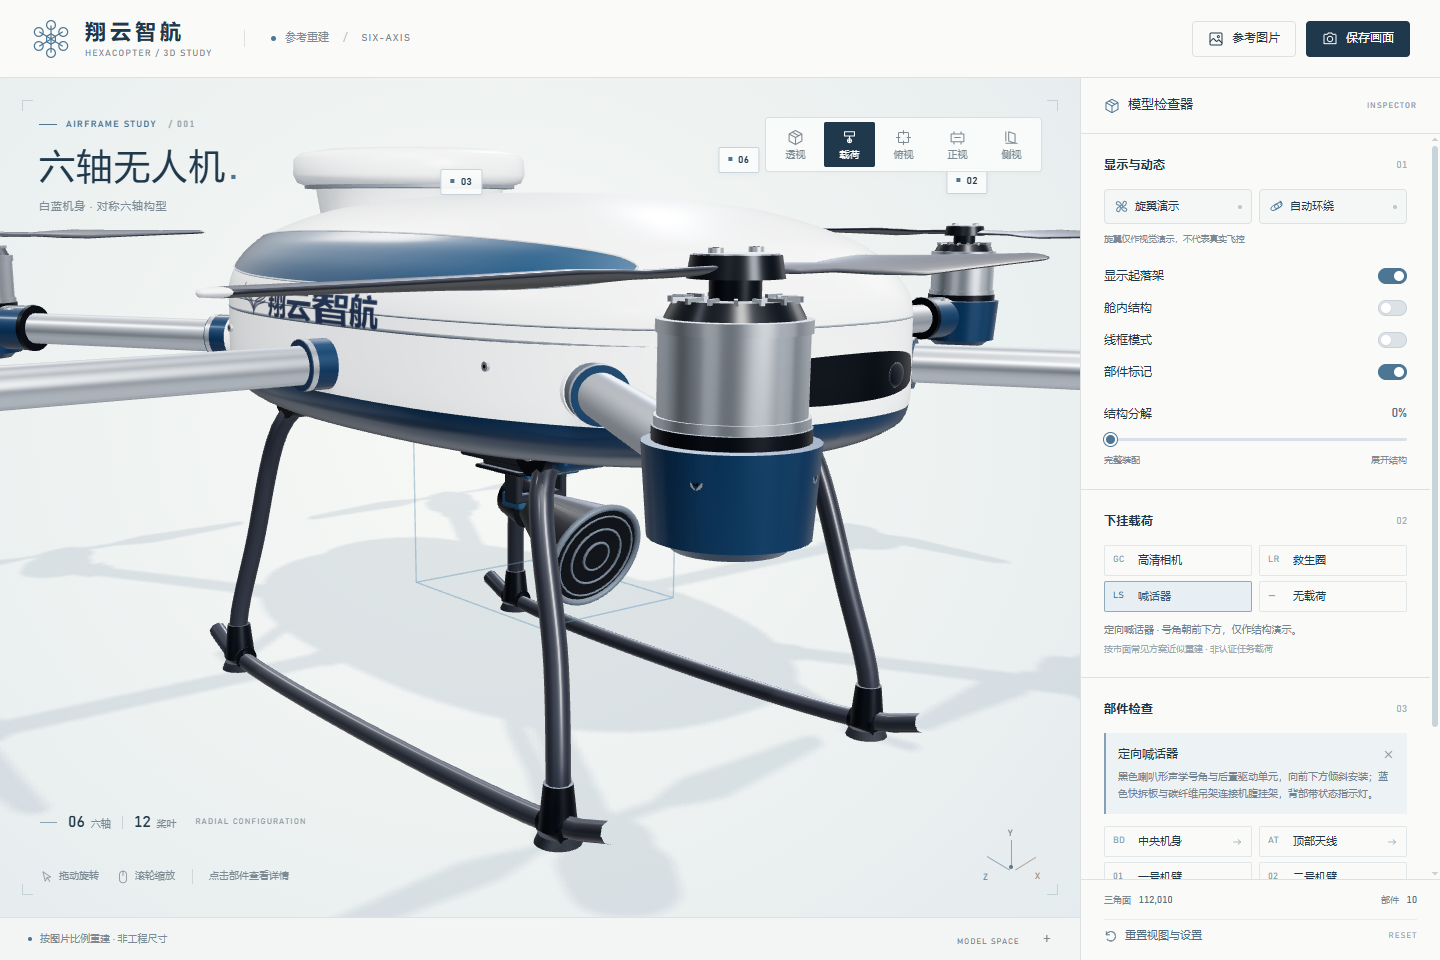 翔云智航
HEXACOPTER / 3D STUDY
参考重建 / SIX-AXIS
参考图片
保存画面
AIRFRAME STUDY / 001
六轴无人机.
白蓝机身 · 对称六轴构型
透视
载荷
俯视
正视
侧视
06
03
02
翔云智航
06 六轴
12 桨叶
RADIAL CONFIGURATION
拖动旋转
滚轮缩放
点击部件查看详情
Y
Z
X
按图片比例重建 · 非工程尺寸
MODEL SPACE +
模型检查器
INSPECTOR
显示与动态 01
旋翼演示
自动环绕
旋翼仅作视觉演示，不代表真实飞控
显示起落架
舱内结构
线框模式
部件标记
结构分解 0%
完整装配 展开结构
下挂载荷 02
GC 高清相机
LR 救生圈
LS 喊话器
— 无载荷
定向喊话器 · 号角朝前下方，仅作结构演示。
按市面常见方案近似重建 · 非认证任务载荷
部件检查 03
定向喊话器
黑色喇叭形声学号角与后置驱动单元，向前下方倾斜安装；蓝
色快拆板与碳纤维吊架连接机腹挂架，背部带状态指示灯。
BD 中央机身 →
AT 顶部天线 →
01 一号机臂
02 二号机臂
三角面 112,010
部件 10
重置视图与设置
RESET